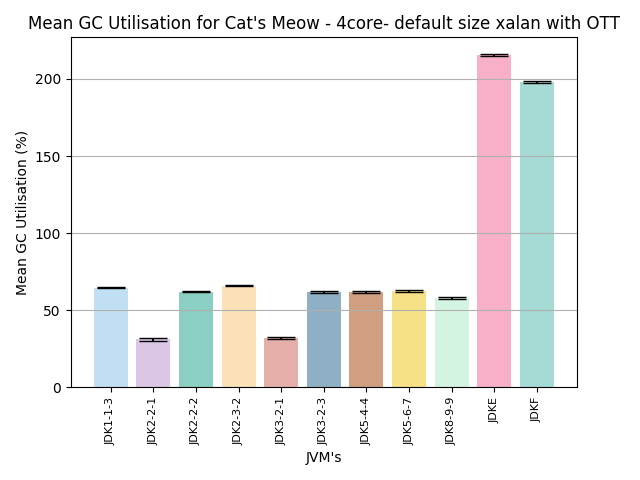 Mean GC Utilisation for Cat's Meow - 4core- default size xalan with OTT
Mean GC Utilisation (%)
200
150
100
50
0
JDK1-1-3
JDK2-2-1
JDK2-2-2
JDK2-3-2
JDK3-2-1
JDK3-2-3
JDK5-4-4
JDK5-6-7
JDK8-9-9
JDKE
JDKF
JVM's